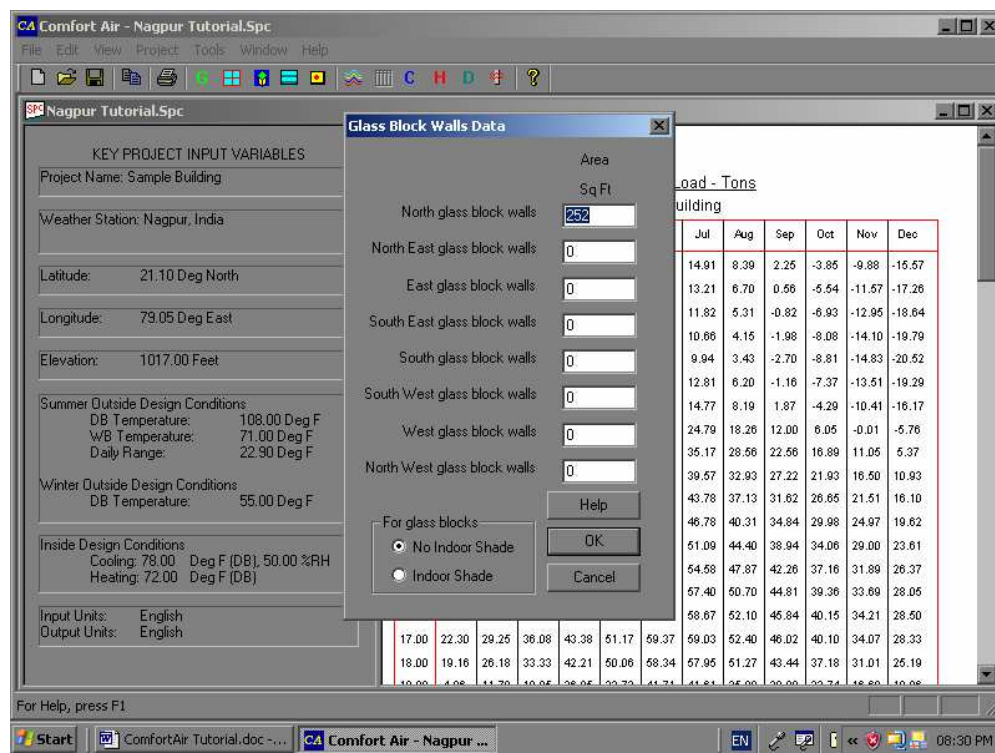 CA Comfort Air - Nagpur Tutorial.Spc
File Edit View Project Tools Window Help
G C H D ?
SPC Nagpur Tutorial.Spc
KEY PROJECT INPUT VARIABLES
Project Name: Sample Building
Weather Station: Nagpur, India
Latitude: 21.10 Deg North
Longitude: 79.05 Deg East
Elevation: 1017.00 Feet
Summer Outside Design Conditions
DB Temperature: 108.00 Deg F
WB Temperature: 71.00 Deg F
Daily Range: 22.90 Deg F
Winter Outside Design Conditions
DB Temperature: 55.00 Deg F
Inside Design Conditions
Cooling: 78.00 Deg F (DB), 50.00 %RH
Heating: 72.00 Deg F (DB)
Input Units: English
Output Units: English
Glass Block Walls Data
Area
Sq Ft
North glass block walls 252
North East glass block walls 0
East glass block walls 0
South East glass block walls 0
South glass block walls 0
South West glass block walls 0
West glass block walls 0
North West glass block walls 0
For glass blocks
No Indoor Shade
Indoor Shade
Help
OK
Cancel
Load - Tons
uilding
Jul Aug Sep Oct Nov Dec
14.91 8.39 2.25 -3.85 -9.88 -15.57
13.21 6.70 0.56 -5.54 -11.57 -17.26
11.82 5.31 -0.82 -6.93 -12.95 -18.64
10.66 4.15 -1.98 -8.08 -14.10 -19.79
9.94 3.43 -2.70 -8.81 -14.83 -20.52
12.81 6.20 -1.16 -7.37 -13.51 -19.29
14.77 8.19 1.87 -4.29 -10.41 -16.17
24.79 18.26 12.00 6.05 -0.01 -5.76
35.17 28.56 22.56 16.89 11.05 5.37
39.57 32.93 27.22 21.93 16.50 10.93
43.78 37.13 31.62 26.65 21.51 16.10
46.78 40.31 34.84 29.98 24.97 19.62
51.09 44.40 38.94 34.06 29.00 23.61
54.58 47.87 42.26 37.16 31.89 26.37
57.40 50.70 44.81 39.36 33.69 28.05
58.67 52.10 45.84 40.15 34.21 28.50
17.00 22.30 29.25 36.08 43.38 51.17 59.37 59.03 52.40 46.02 40.10 34.07 28.33
18.00 19.16 26.18 33.33 42.21 50.06 58.34 57.95 51.27 43.44 37.18 31.01 25.19
For Help, press F1
Start ComfortAir Tutorial.doc -... CA Comfort Air - Nagpur ... EN « 08:30 PM